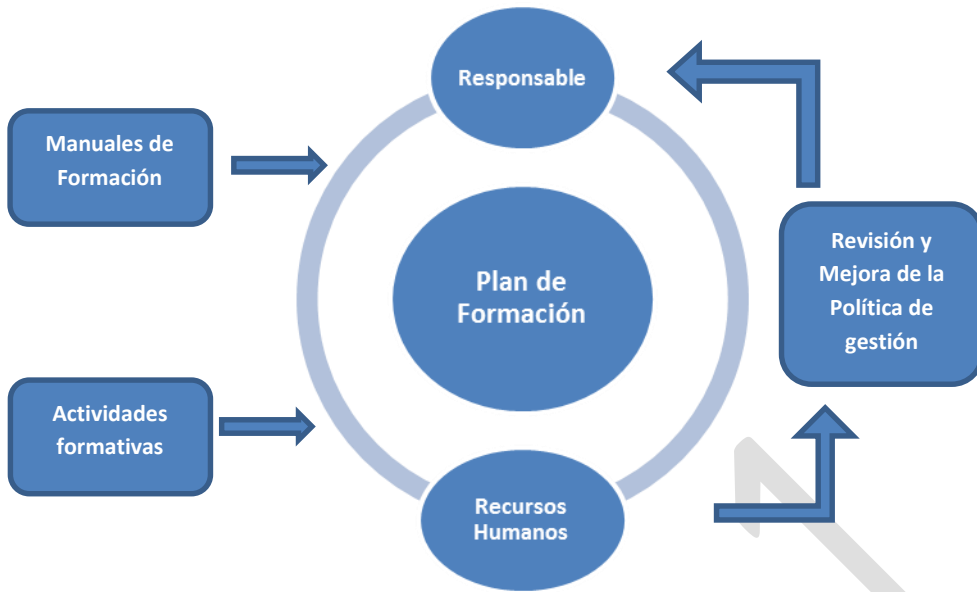 Responsable
Manuales de
Formación
Revisión y
Mejora de la
Política de
gestión
Plan de
Formación
Actividades
formativas
Recursos
Humanos